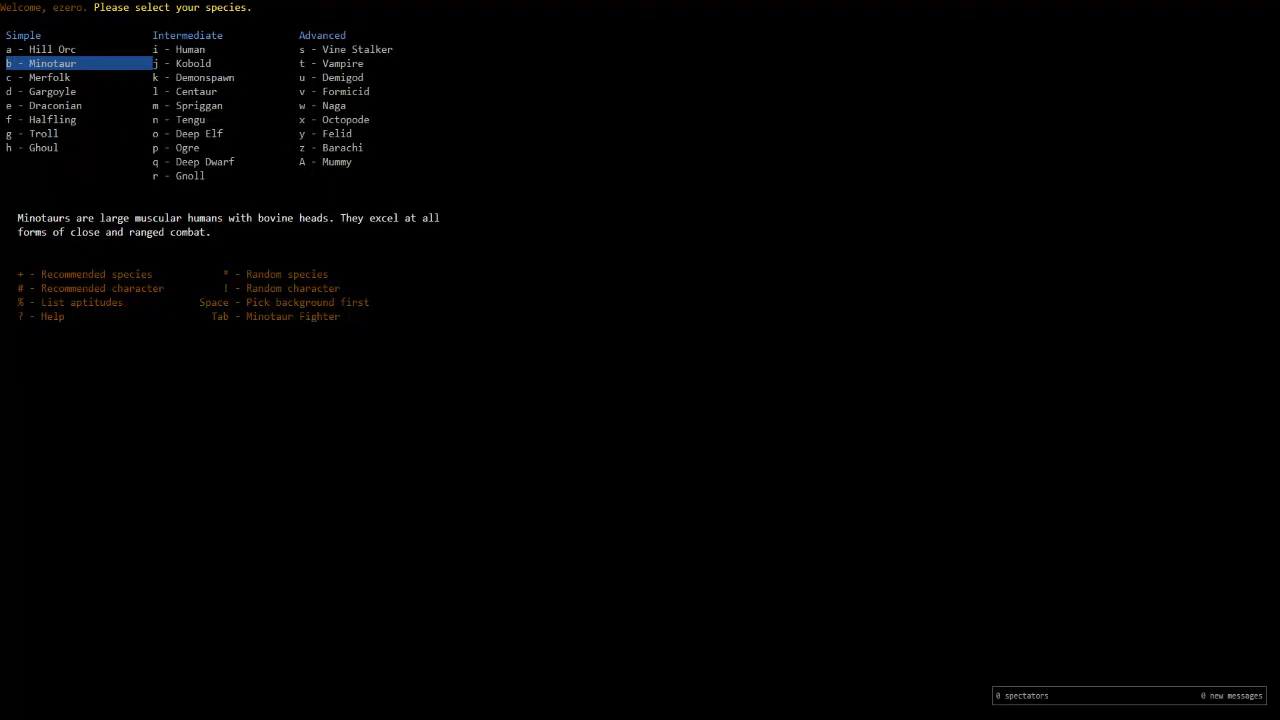 Welcome, ezero. Please select your species.
Simple Intermediate Advanced
a - Hill Orc i - Human s - Vine Stalker
b - Minotaur j - Kobold t - Vampire
c - Merfolk k - Demonspawn u - Demigod
d - Gargoyle l - Centaur v - Formicid
e - Draconian m - Spriggan w - Naga
f - Halfling n - Tengu x - Octopode
g - Troll o - Deep Elf y - Felid
h - Ghoul p - Ogre z - Barachi
q - Deep Dwarf A - Mummy
r - Gnoll
Minotaurs are large muscular humans with bovine heads. They excel at all
forms of close and ranged combat.
+ - Recommended species * - Random species
# - Recommended character ! - Random character
% - List aptitudes Space - Pick background first
? - Help Tab - Minotaur Fighter
0 spectators 0 new messages